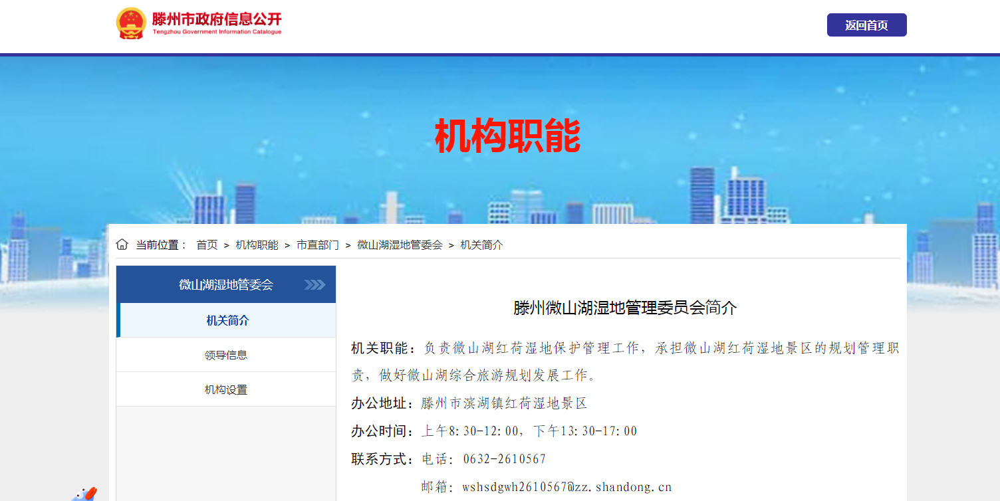 滕州市政府信息公开
Tengzhou Government Information Catalogue
返回首页
机构职能
当前位置： 首页 > 机构职能 > 市直部门 > 微山湖湿地管委会 > 机关简介
微山湖湿地管委会
机关简介
领导信息
机构设置
滕州微山湖湿地管理委员会简介
机关职能：负责微山湖红荷湿地保护管理工作，承担微山湖红荷湿地景区的规划管理职
责，做好微山湖综合旅游规划发展工作。
办公地址：滕州市滨湖镇红荷湿地景区
办公时间：上午8:30-12:00，下午13:30-17:00
联系方式：电话：0632-2610567
邮箱：wshsdgwh2610567@zz.shandong.cn